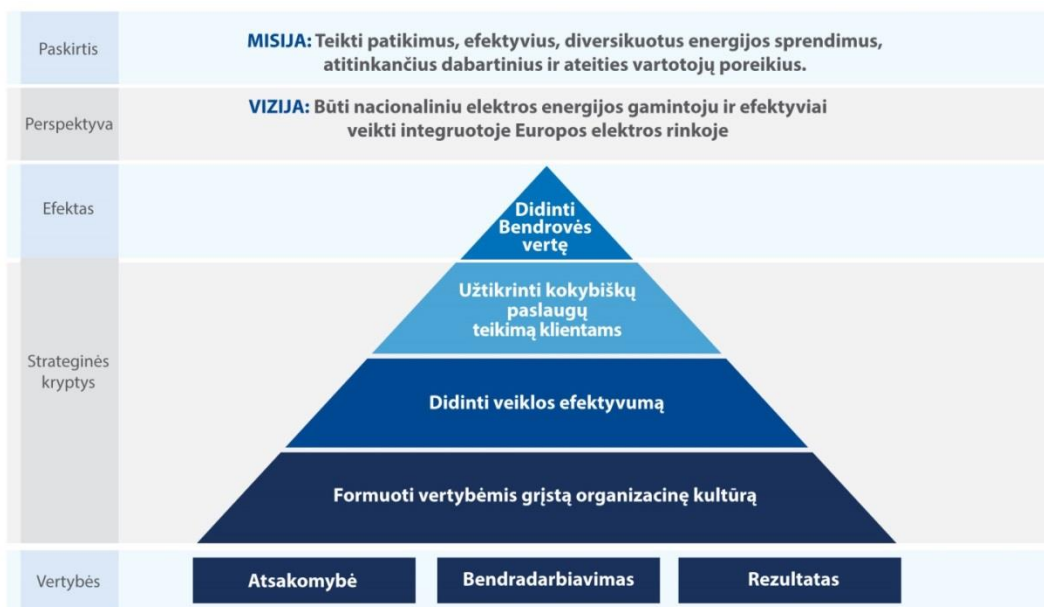 Paskirtis
MISIJA: Teikti patikimus, efektyvius, diversikuotus energijos sprendimus,
atitinkančius dabartinius ir ateities vartotojų poreikius.
Perspektyva
VIZIJA: Būti nacionaliniu elektros energijos gamintoju ir efektyviai
veikti integruotoje Europos elektros rinkoje
Efektas
Didinti
Bendrovės
vertę
Strateginės
kryptys
Užtikrinti kokybiškų
paslaugų
teikimą klientams
Didinti veiklos efektyvumą
Formuoti vertybėmis grįstą organizacinę kultūrą
Vertybės
Atsakomybė
Bendradarbiavimas
Rezultatas